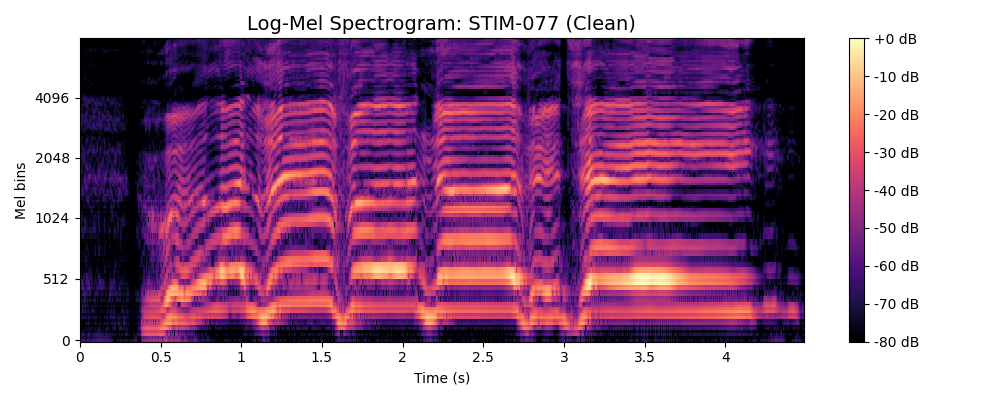 Log-Mel Spectrogram: STIM-077 (Clean)
Mel bins
4096
2048
1024
512
0
0 0.5 1 1.5 2 2.5 3 3.5 4
Time (s)
+0 dB
-10 dB
-20 dB
-30 dB
-40 dB
-50 dB
-60 dB
-70 dB
-80 dB